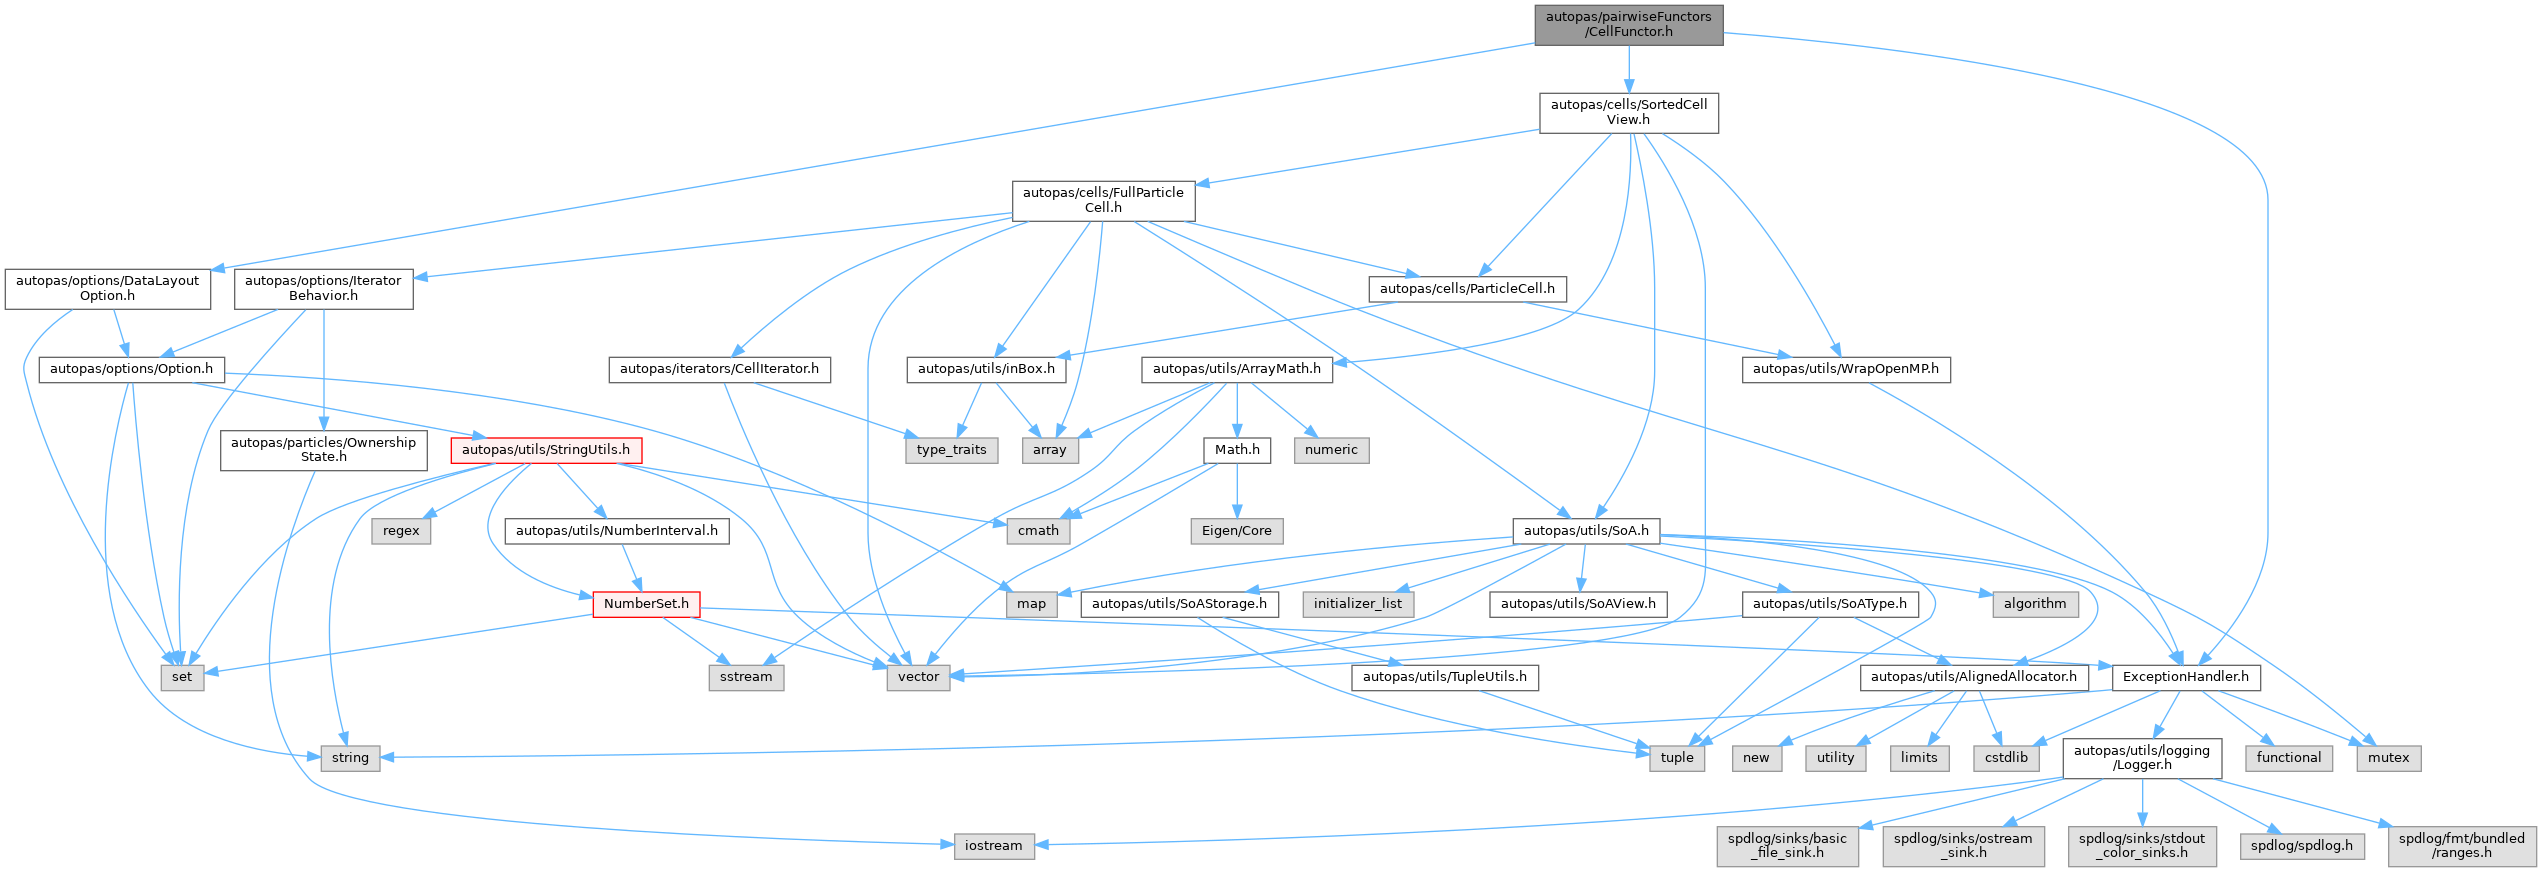 autopas/pairwiseFunctors
/CellFunctor.h
autopas/cells/SortedCell
View.h
autopas/cells/FullParticle
Cell.h
autopas/options/DataLayout
Option.h
autopas/options/Iterator
Behavior.h
autopas/cells/ParticleCell.h
autopas/options/Option.h
autopas/iterators/CellIterator.h
autopas/utils/inBox.h
autopas/utils/ArrayMath.h
autopas/utils/WrapOpenMP.h
autopas/particles/Ownership
State.h
autopas/utils/StringUtils.h
type_traits
array
Math.h
numeric
regex
autopas/utils/NumberInterval.h
cmath
Eigen/Core
autopas/utils/SoA.h
NumberSet.h
map
autopas/utils/SoAStorage.h
initializer_list
autopas/utils/SoAView.h
autopas/utils/SoAType.h
algorithm
set
sstream
vector
autopas/utils/TupleUtils.h
autopas/utils/AlignedAllocator.h
ExceptionHandler.h
string
tuple
new
utility
limits
cstdlib
autopas/utils/logging
/Logger.h
functional
mutex
iostream
spdlog/sinks/basic
_file_sink.h
spdlog/sinks/ostream
_sink.h
spdlog/sinks/stdout
_color_sinks.h
spdlog/spdlog.h
spdlog/fmt/bundled
/ranges.h